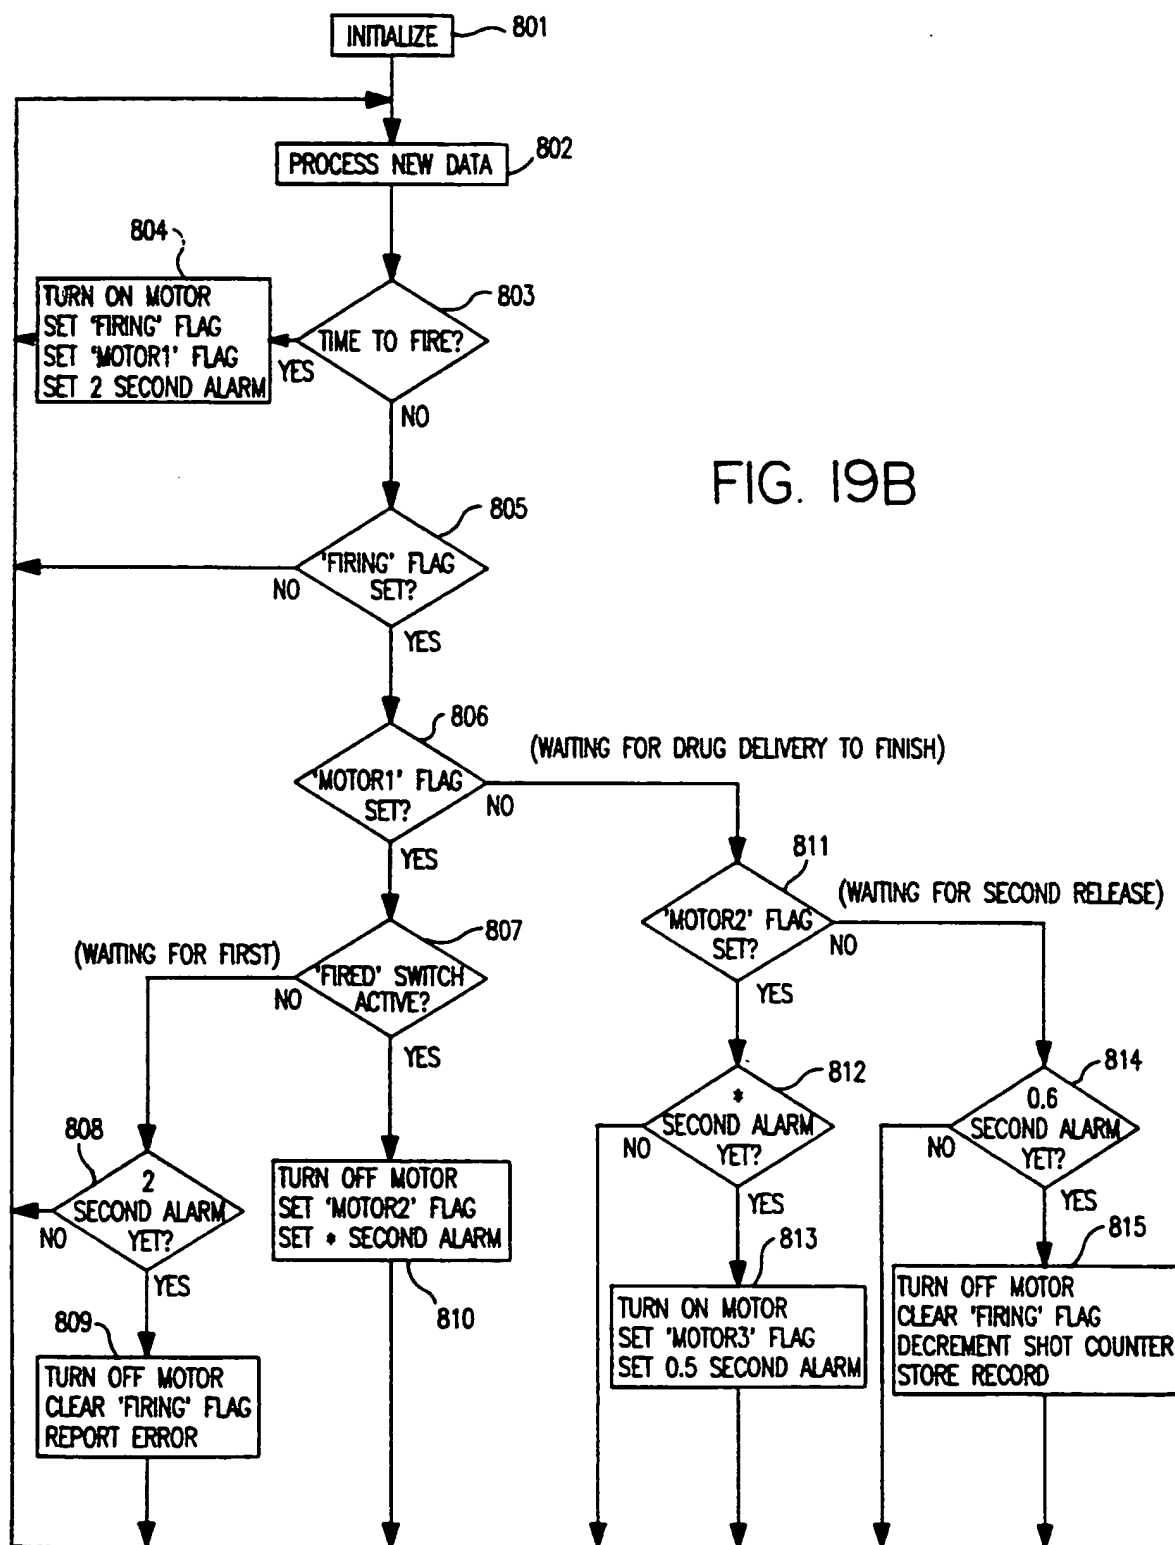 INITIALIZE
801
PROCESS NEW DATA
802
804
TURN ON MOTOR
SET 'FIRING' FLAG
SET 'MOTOR1' FLAG
SET 2 SECOND ALARM
YES
TIME TO FIRE?
803
NO
FIG. 19B
805
'FIRING' FLAG
SET?
NO
YES
806
'MOTOR1' FLAG
SET?
NO
YES
(WAITING FOR DRUG DELIVERY TO FINISH)
811
'MOTOR2' FLAG
SET?
NO
YES
(WAITING FOR SECOND RELEASE)
807
(WAITING FOR FIRST)
'FIRED' SWITCH
ACTIVE?
NO
YES
812
*
SECOND ALARM
YET?
NO
YES
814
0.6
SECOND ALARM
YET?
NO
YES
808
2
SECOND ALARM
YET?
NO
YES
TURN OFF MOTOR
SET 'MOTOR2' FLAG
SET * SECOND ALARM
810
813
TURN ON MOTOR
SET 'MOTOR3' FLAG
SET 0.5 SECOND ALARM
815
TURN OFF MOTOR
CLEAR 'FIRING' FLAG
DECREMENT SHOT COUNTER
STORE RECORD
809
TURN OFF MOTOR
CLEAR 'FIRING' FLAG
REPORT ERROR